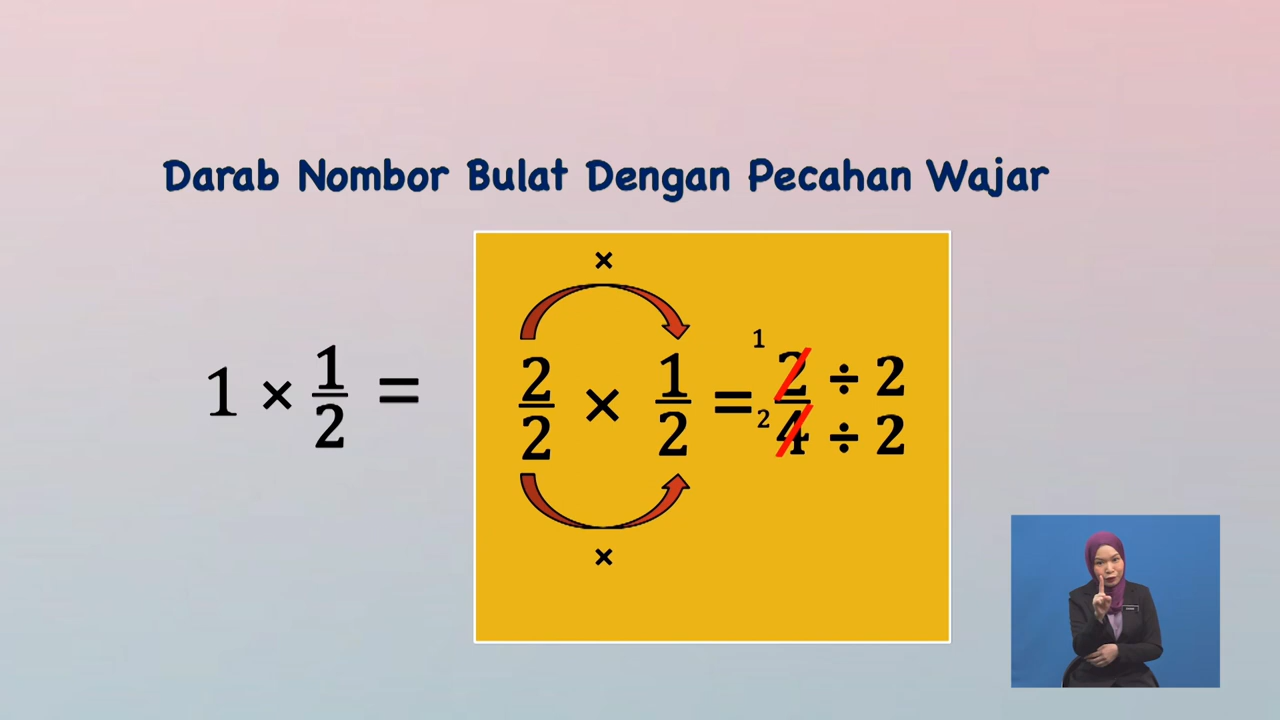 Darab Nombor Bulat Dengan Pecahan Wajar
×
1 × 1/2 = 2/2 × 1/2 = 2/4 ÷ 2 ÷ 2
1
2
×